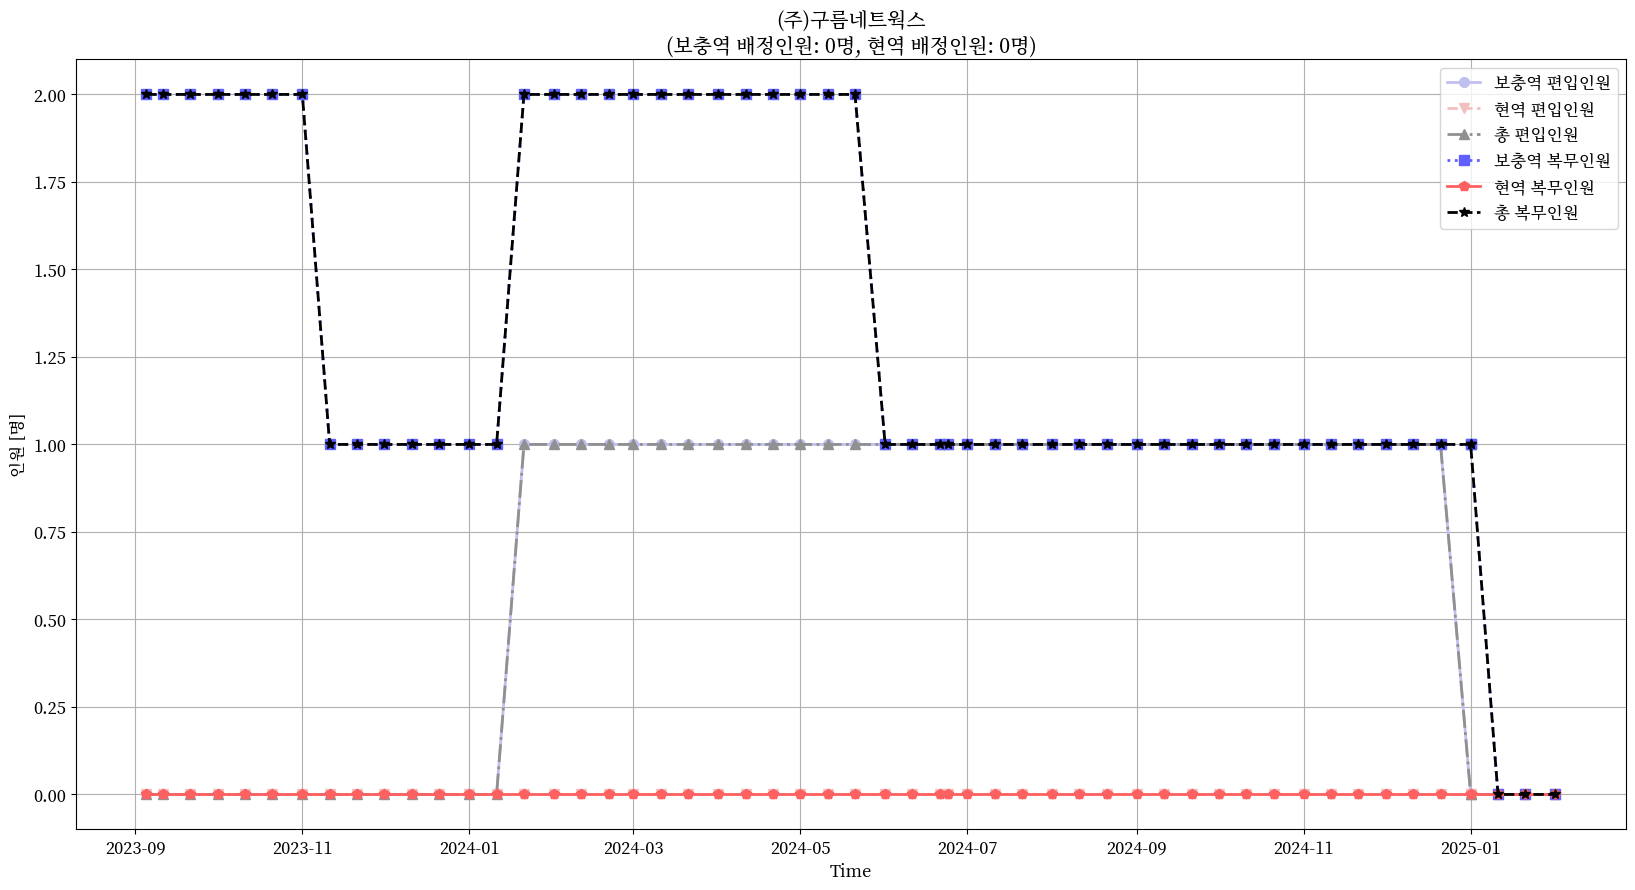 (주)구름네트웍스
(보충역 배정인원: 0명, 현역 배정인원: 0명)
보충역 편입인원
현역 편입인원
총 편입인원
보충역 복무인원
현역 복무인원
총 복무인원
인원 [명]
2.00
1.75
1.50
1.25
1.00
0.75
0.50
0.25
0.00
2023-09
2023-11
2024-01
2024-03
2024-05
2024-07
2024-09
2024-11
2025-01
Time